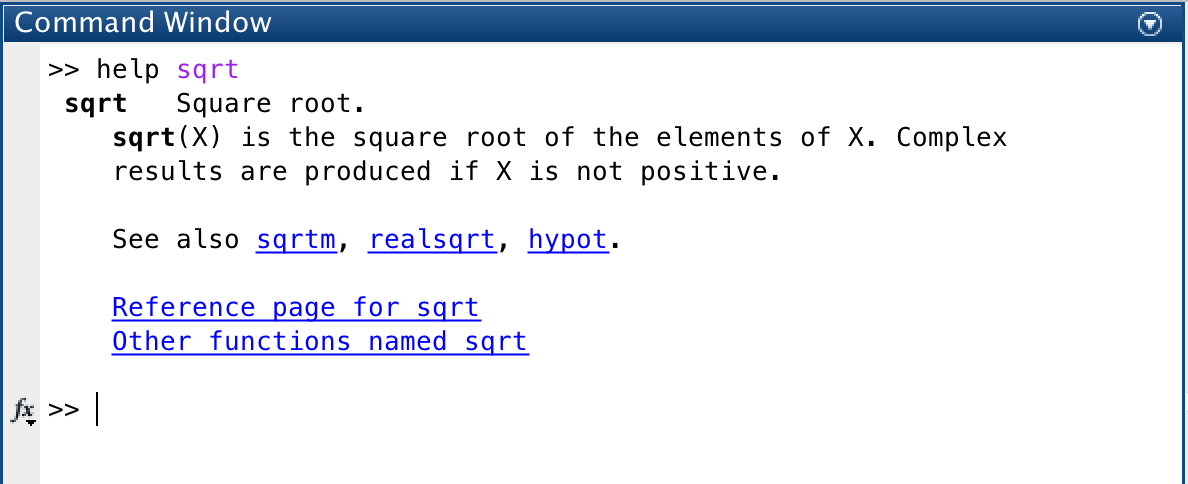 Command Window
>> help sqrt
sqrt   Square root.
sqrt(X) is the square root of the elements of X. Complex
results are produced if X is not positive.
See also sqrtm, realsqrt, hypot.
Reference page for sqrt
Other functions named sqrt
fx >>